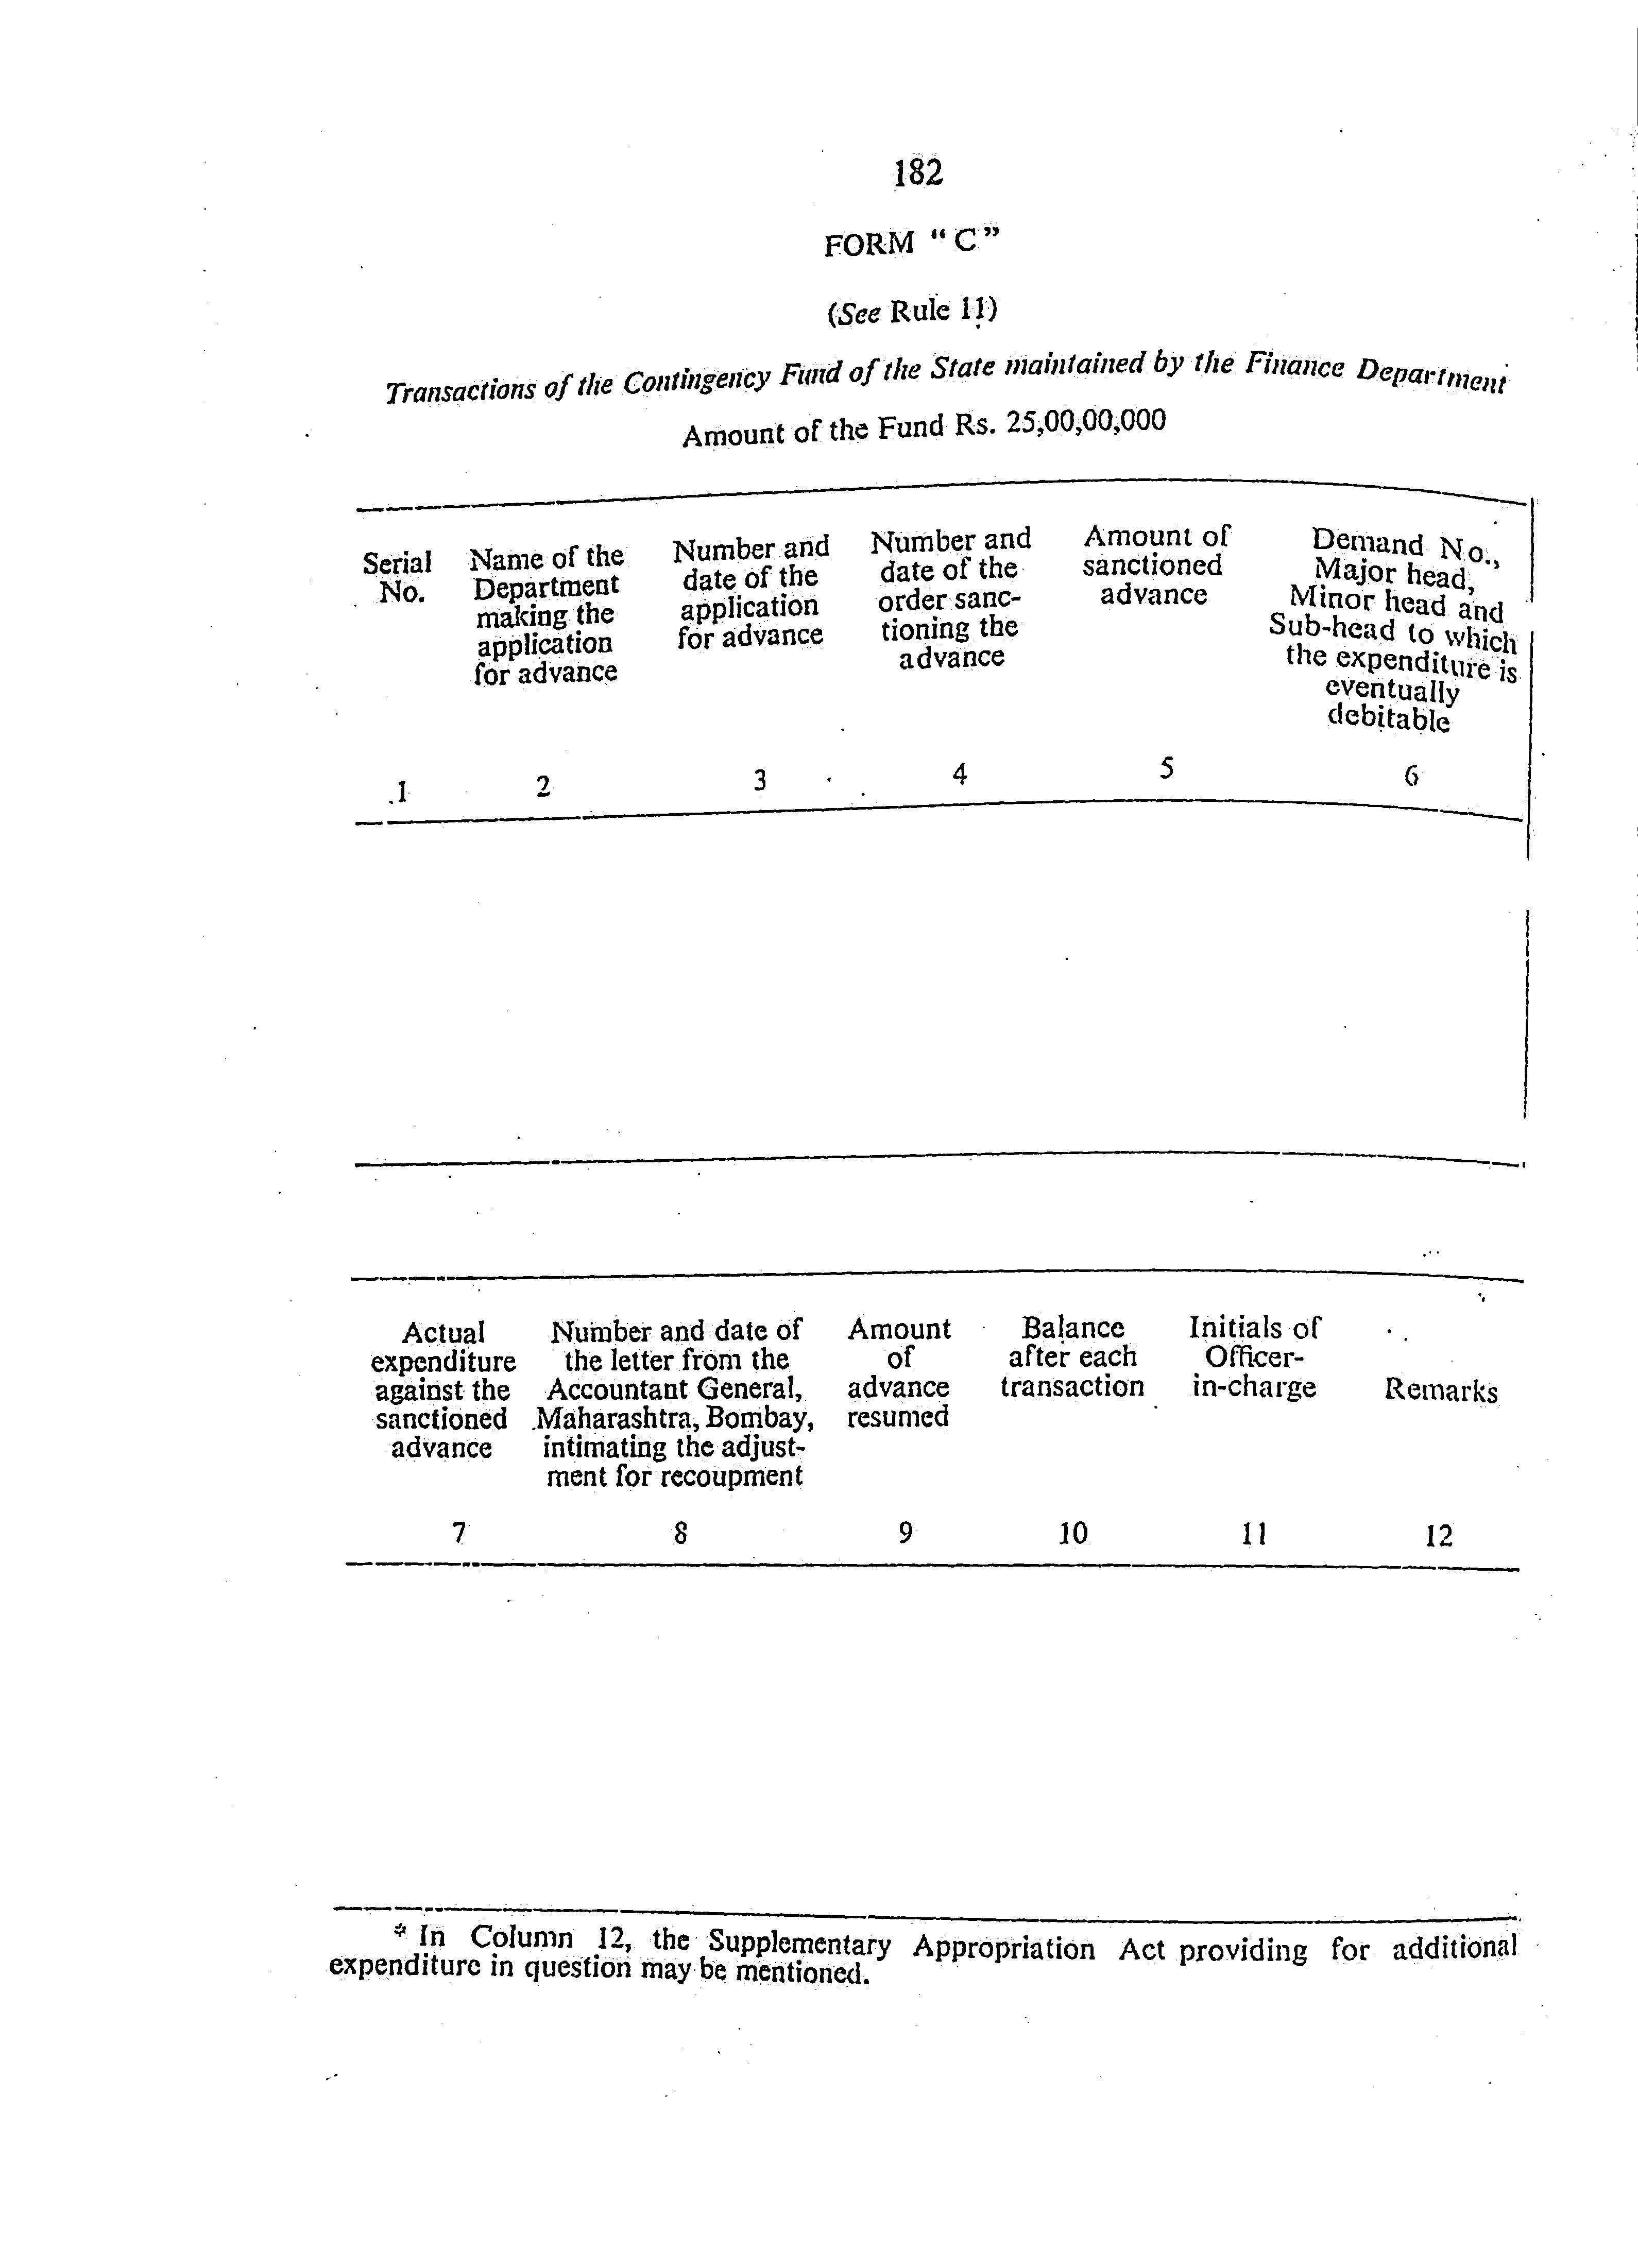 182
FORM “C”
(See Rule 11)
Transactions of the Contingency Fund of the State maintained by the Finance Department
Amount of the Fund Rs. 25,00,00,000
Serial
No.
Name of the
Department
making the
application
for advance
Number and
date of the
application
for advance
Number and
date of the
order sanc-
tioning the
advance
Amount of
sanctioned
advance
Demand No.,
Major head,
Minor head and
Sub-head to which
the expenditure is
eventually
debitable
1 2 3 4 5 6
Actual
expenditure
against the
sanctioned
advance
Number and date of
the letter from the
Accountant General,
Maharashtra, Bombay,
intimating the adjust-
ment for recoupment
Amount
of
advance
resumed
Balance
after each
transaction
Initials of
Officer-
in-charge
Remarks
7 8 9 10 11 12
* In Column 12, the Supplementary Appropriation Act providing for additional
expenditure in question may be mentioned.